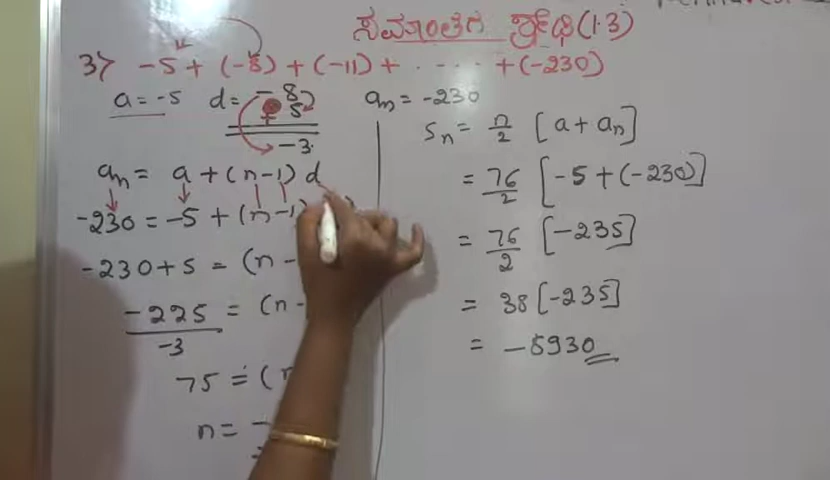 ಸಮಾಂತರ ಶ್ರೇಢಿ (1.3)
3) -5 + (-8) + (-11) + ..... + (-230)
a = -5 d = -8
+ 5
-3
aₙ = -230
aₙ = a + (n-1) d
-230 = -5 + (n-1)
-230+5 = (n-
-225 = (n-
-3
75 = (
n =
Sₙ = n/2 [a + aₙ]
= 76/2 [-5 + (-230)]
= 76/2 [-235]
= 38 [-235]
= -8930